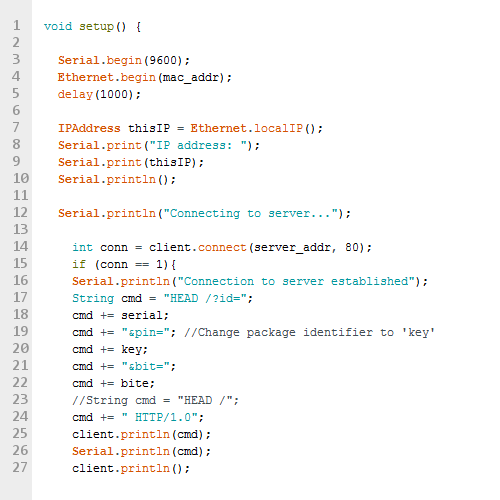 1 void setup() {
2
3 Serial.begin(9600);
4 Ethernet.begin(mac_addr);
5 delay(1000);
6
7 IPAddress thisIP = Ethernet.localIP();
8 Serial.print("IP address: ");
9 Serial.print(thisIP);
10 Serial.println();
11
12 Serial.println("Connecting to server...");
13
14 int conn = client.connect(server_addr, 80);
15 if (conn == 1){
16 Serial.println("Connection to server established");
17 String cmd = "HEAD /?id=";
18 cmd += serial;
19 cmd += "&pin="; //Change package identifier to 'key'
20 cmd += key;
21 cmd += "&bit=";
22 cmd += bite;
23 //String cmd = "HEAD /";
24 cmd += " HTTP/1.0";
25 client.println(cmd);
26 Serial.println(cmd);
27 client.println();